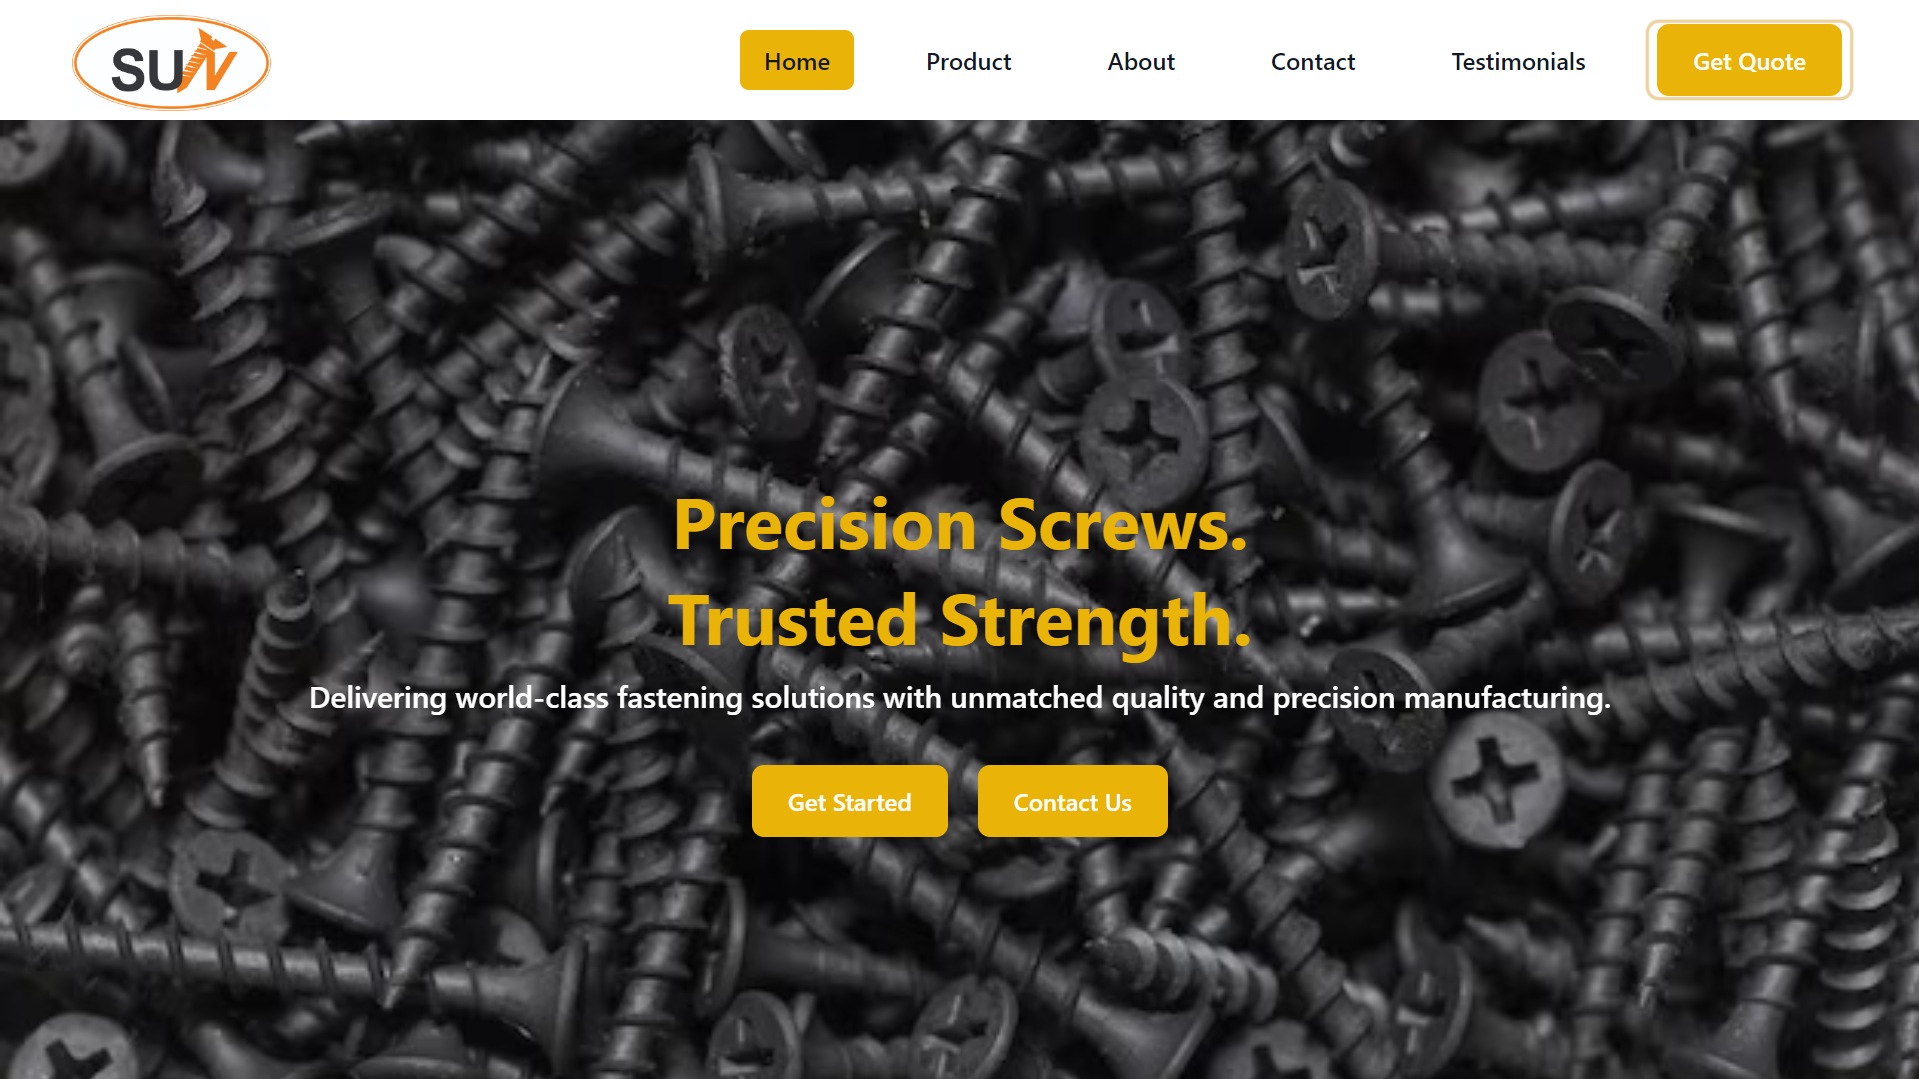 SUN
Home
Product
About
Contact
Testimonials
Get Quote
Precision Screws.
Trusted Strength.
Delivering world-class fastening solutions with unmatched quality and precision manufacturing.
Get Started
Contact Us